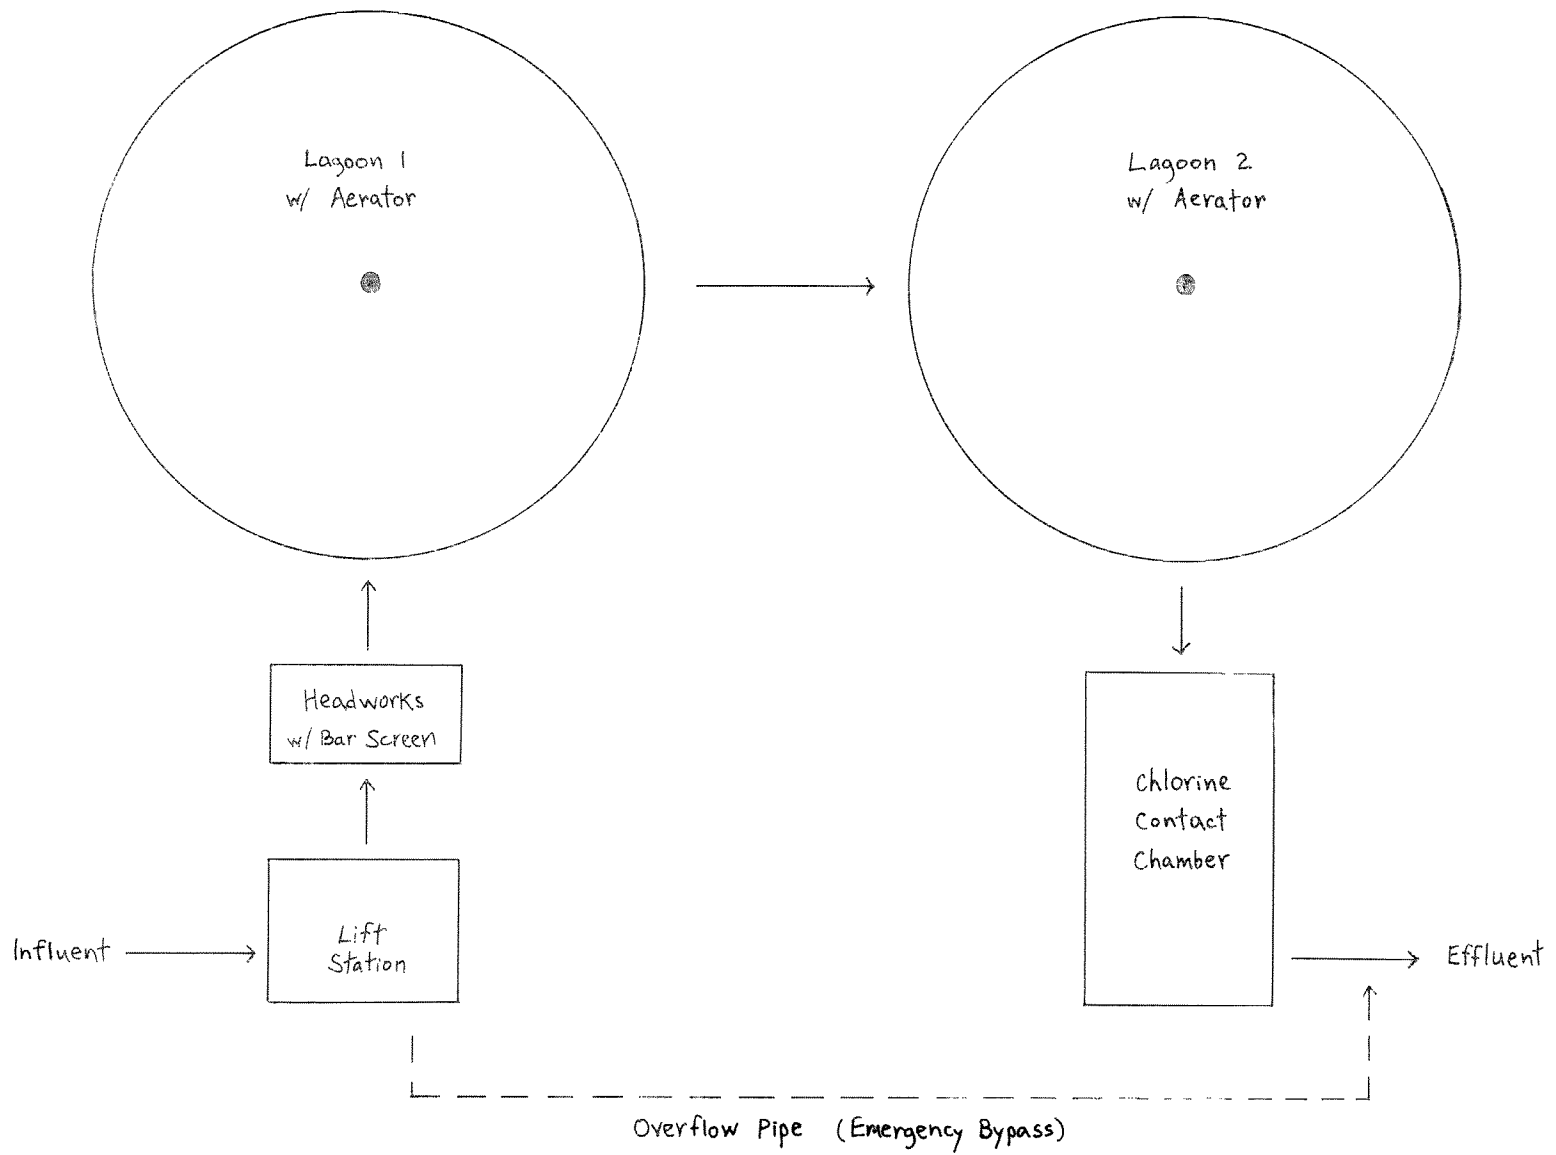 Lagoon 1
w/ Aerator
Lagoon 2
w/ Aerator
Headworks
w/ Bar Screen
Chlorine
Contact
Chamber
Lift
Station
Influent
Effluent
Overflow Pipe (Emergency Bypass)